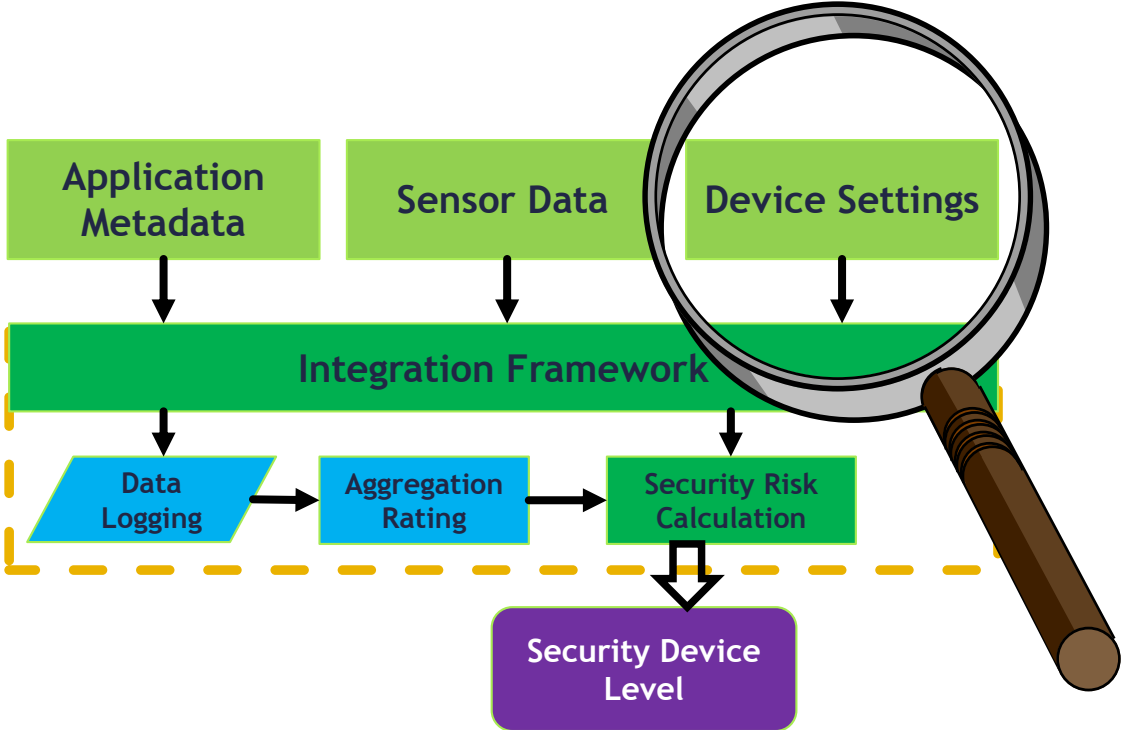 Application
Metadata
Sensor Data
Device Settings
Integration Framework
Data
Logging
Aggregation
Rating
Security Risk
Calculation
Security Device
Level